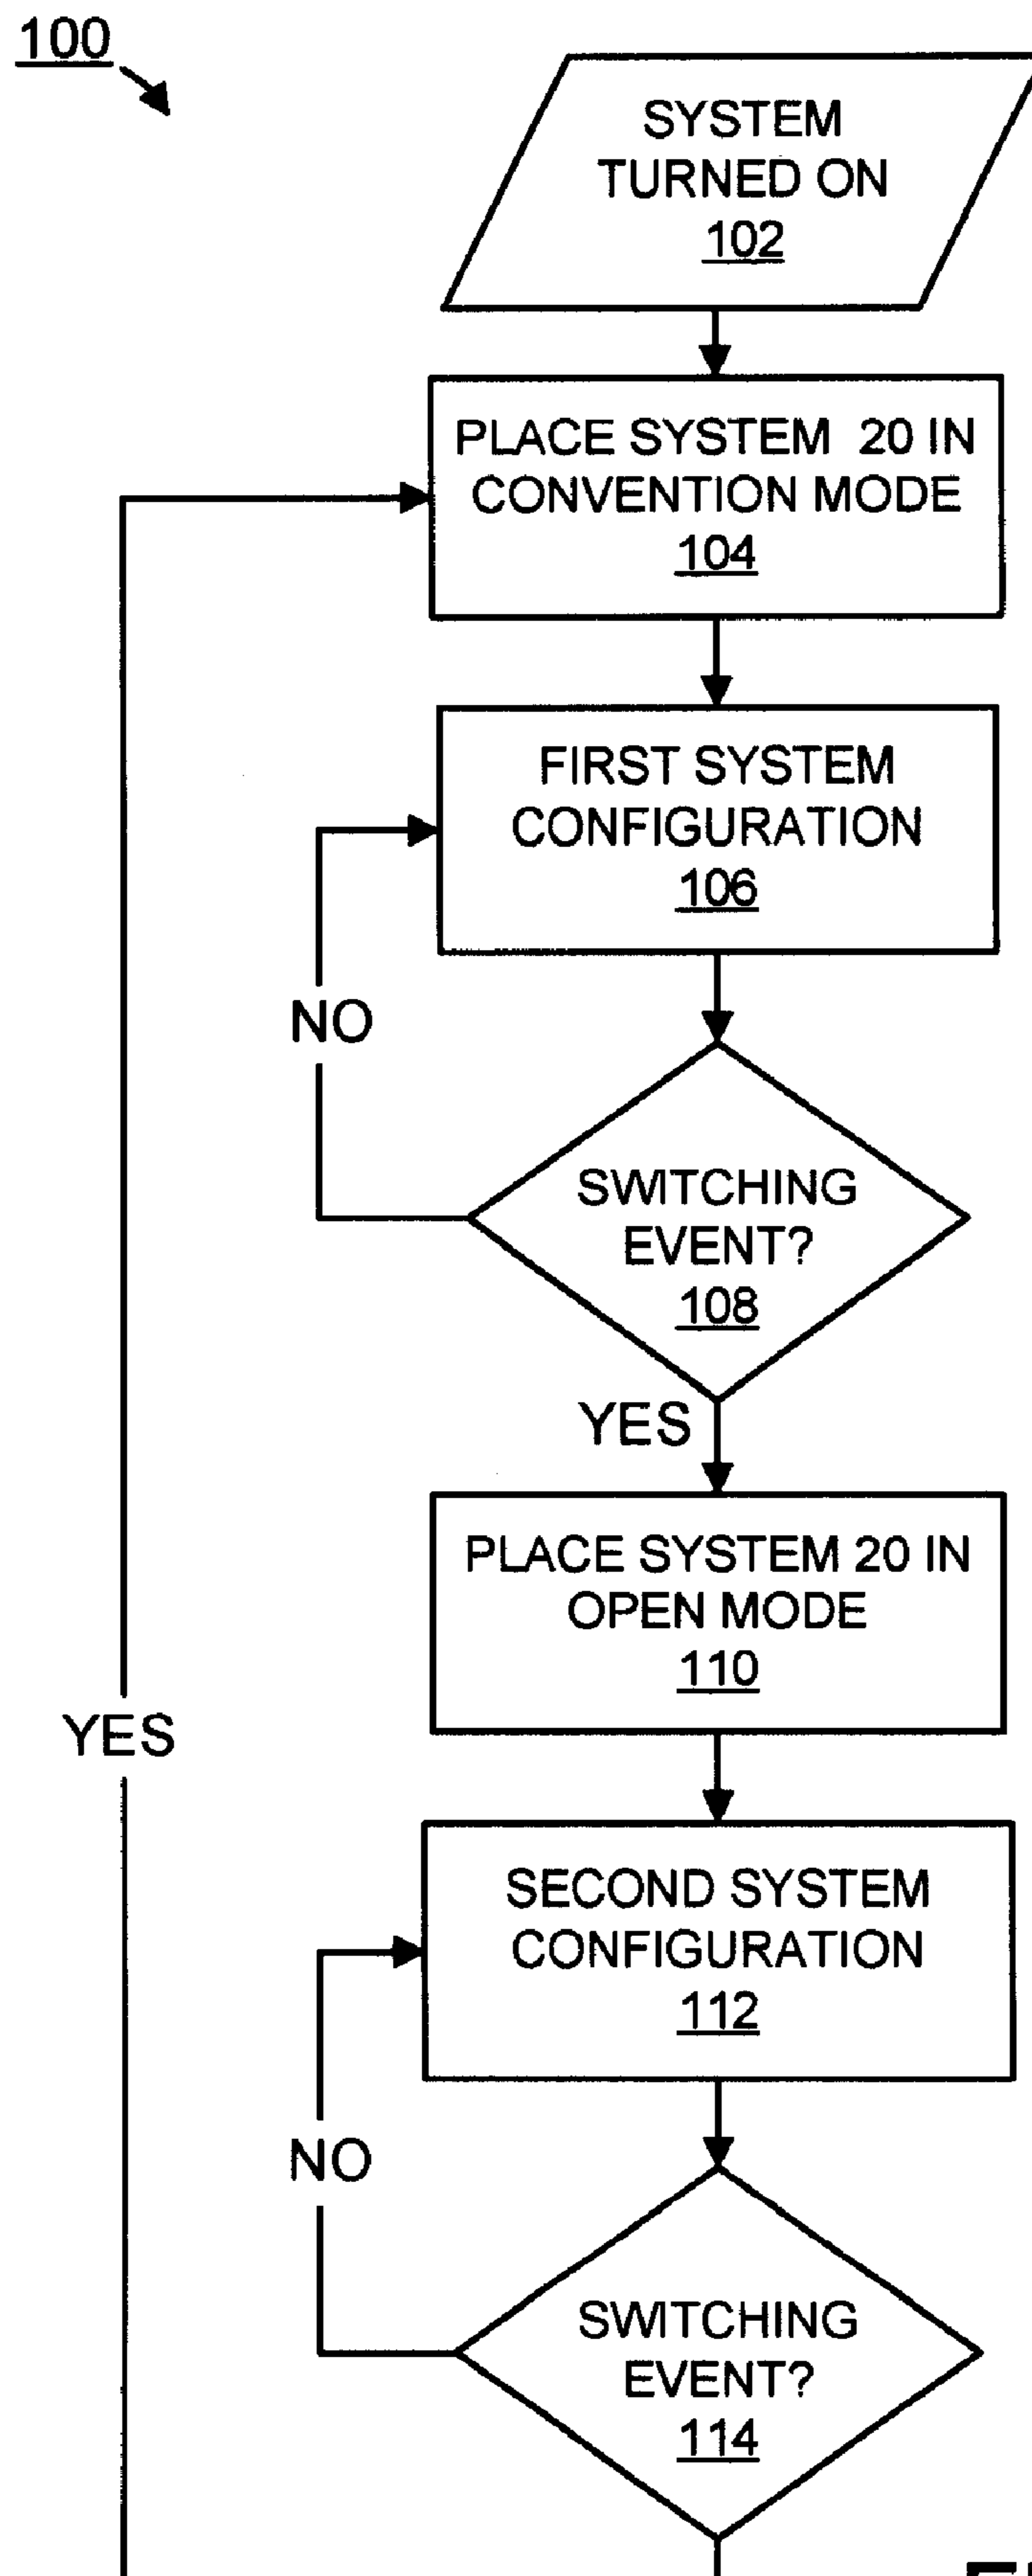 100
SYSTEM
TURNED ON
102
PLACE SYSTEM 20 IN
CONVENTION MODE
104
FIRST SYSTEM
CONFIGURATION
106
NO
SWITCHING
EVENT?
108
YES
PLACE SYSTEM 20 IN
OPEN MODE
110
YES
SECOND SYSTEM
CONFIGURATION
112
NO
SWITCHING
EVENT?
114